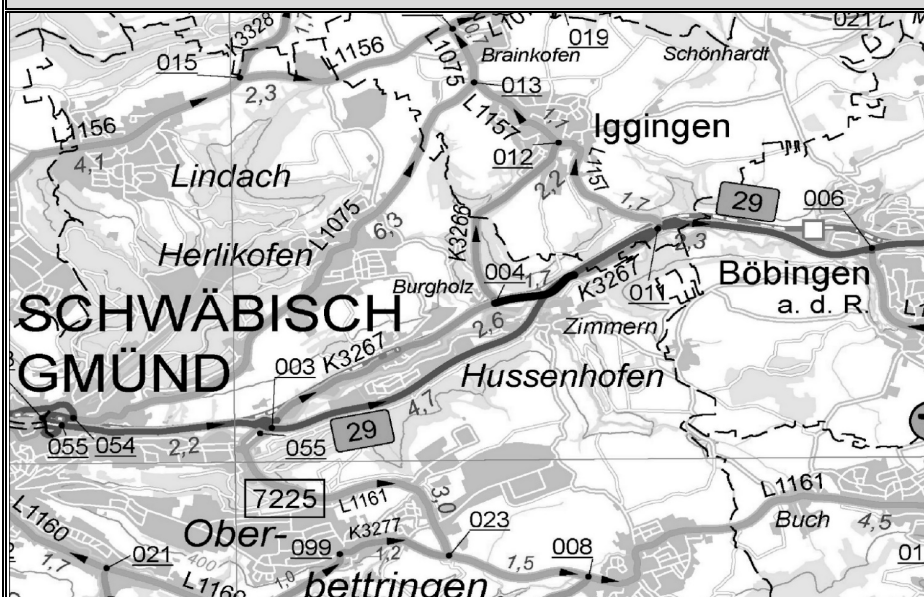 K3328
019
021
L1156
L1075
Brainkofen
Schönhardt
015
2,3
013
L1157
1,1
Iggingen
4,1
012
Lindach
2,2
L1157
1,7
29
006
L1075
6,3
K3266
2,3
Herlikofen
Burgholz
004
1,7
K3267
011
Böbingen
a. d. R.
SCHWÄBISCH
GMÜND
2,6
Zimmern
K3267
003
Hussenhofen
4,7
29
055
054
2,2
055
7225
L1161
3,0
L1161
L1160
Ober-
K3277
023
Buch
4,5
099
1,2
008
021
400
1,5
1,7
L1160
bettringen